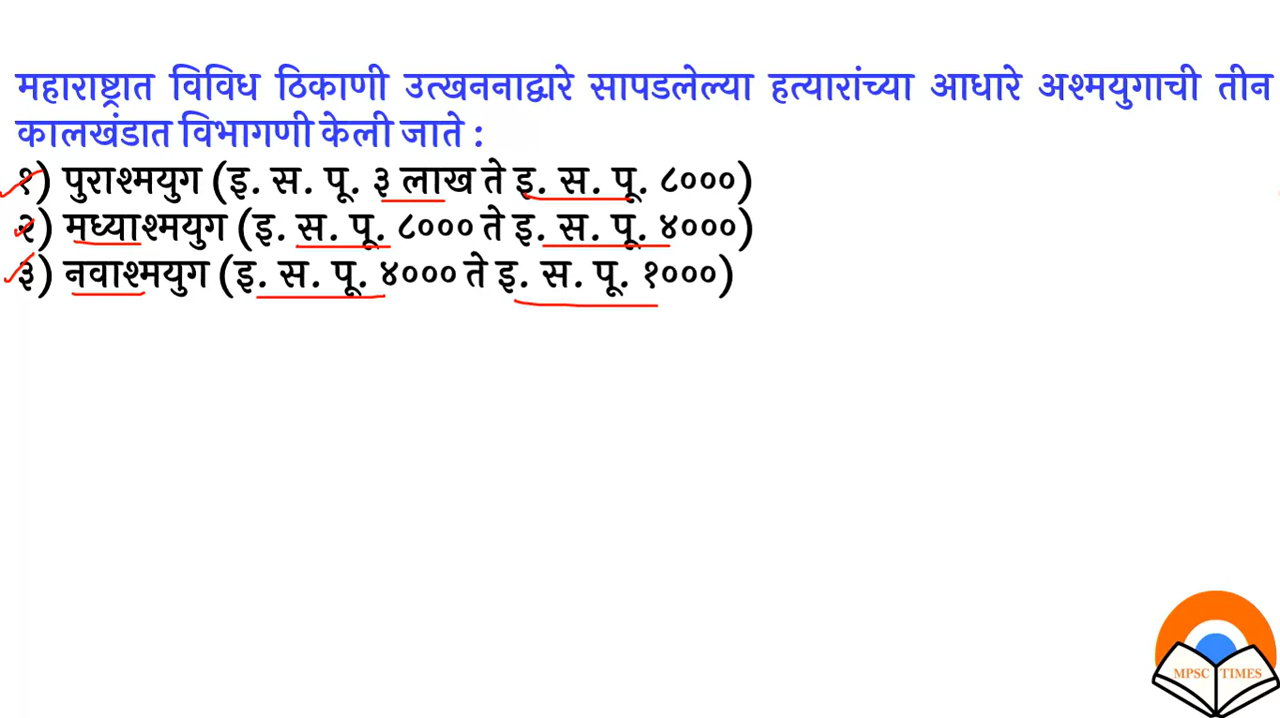 महाराष्ट्रात विविध ठिकाणी उत्खननाद्वारे सापडलेल्या हत्यारांच्या आधारे अश्मयुगाची तीन
कालखंडात विभागणी केली जाते :
१) पुराश्मयुग (इ. स. पू. ३ लाख ते इ. स. पू. ८०००)
२) मध्याश्मयुग (इ. स. पू. ८००० ते इ. स. पू. ४०००)
३) नवाश्मयुग (इ. स. पू. ४००० ते इ. स. पू. १०००)
MPSC TIMES